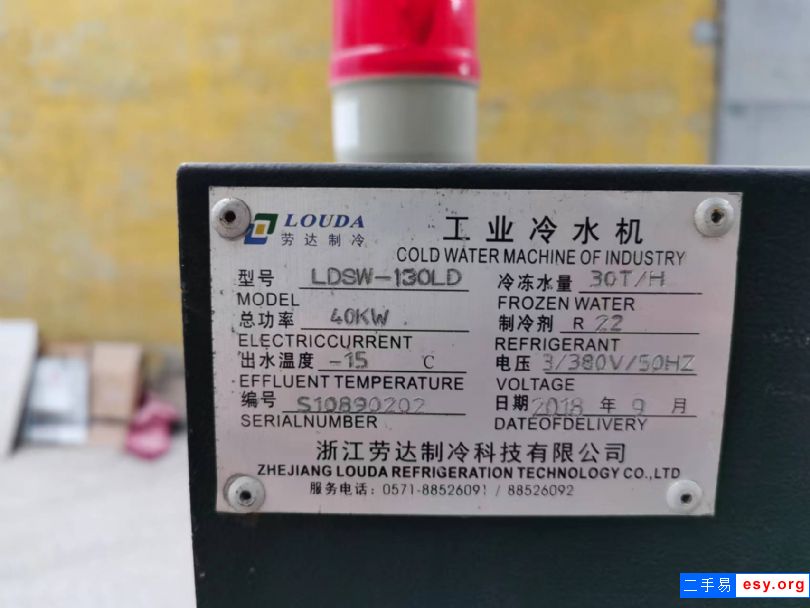 LOUDA
劳达制冷
工业冷水机
COLD WATER MACHINE OF INDUSTRY
型号 LDSW-130LD
MODEL
总功率 40KW
ELECTRICCURRENT
出水温度 -15 ℃
EFFLUENT TEMPERATURE
编号 S10890202
SERIALNUMBER
冷冻水量 30T/H
FROZEN WATER
制冷剂 R 22
REFRIGERANT
电压 3/380V/50HZ
VOLTAGE
日期 2018 年 9 月
DATEOFDELIVERY
浙江劳达制冷科技有限公司
ZHEJIANG LOUDA REFRIGERATION TECHNOLOGY CO.,LTD
服务电话：0571-88526091 / 88526092
二手易 esy.org